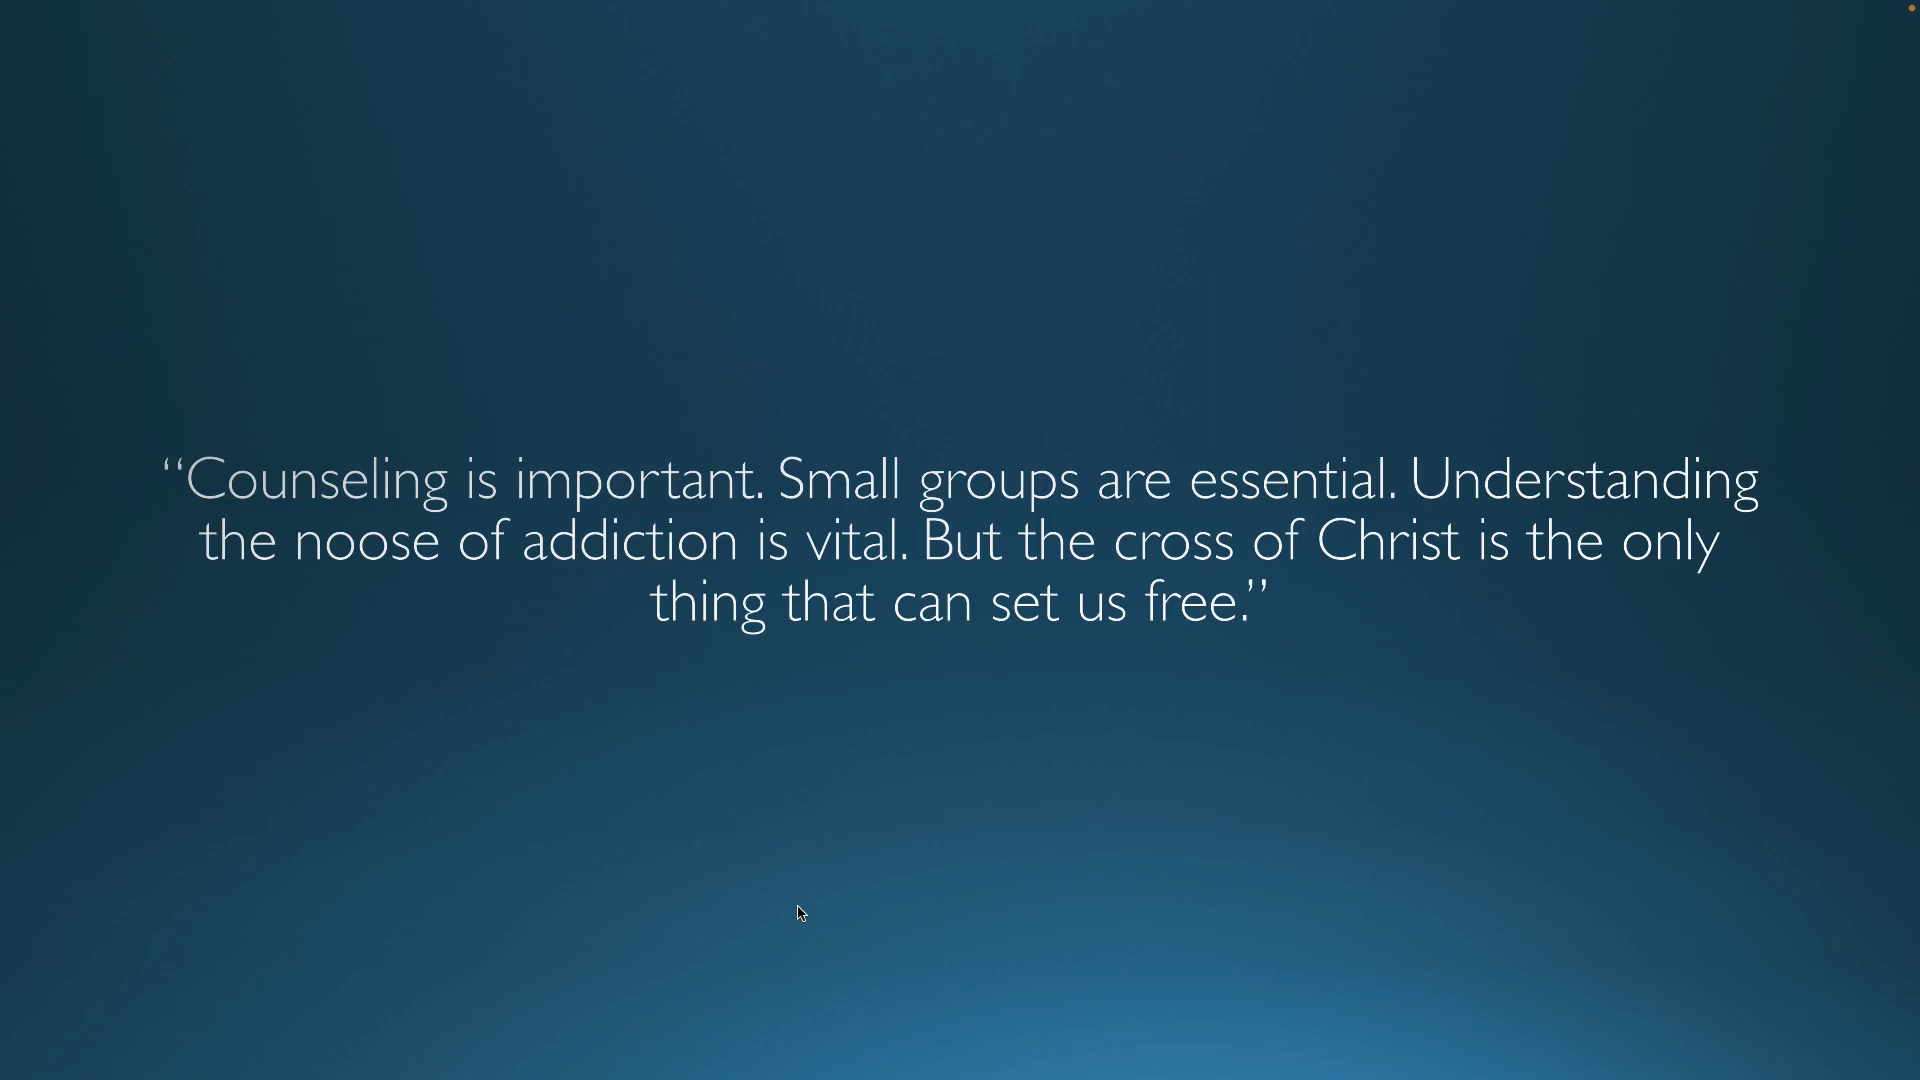 “Counseling is important. Small groups are essential. Understanding
the noose of addiction is vital. But the cross of Christ is the only
thing that can set us free.”